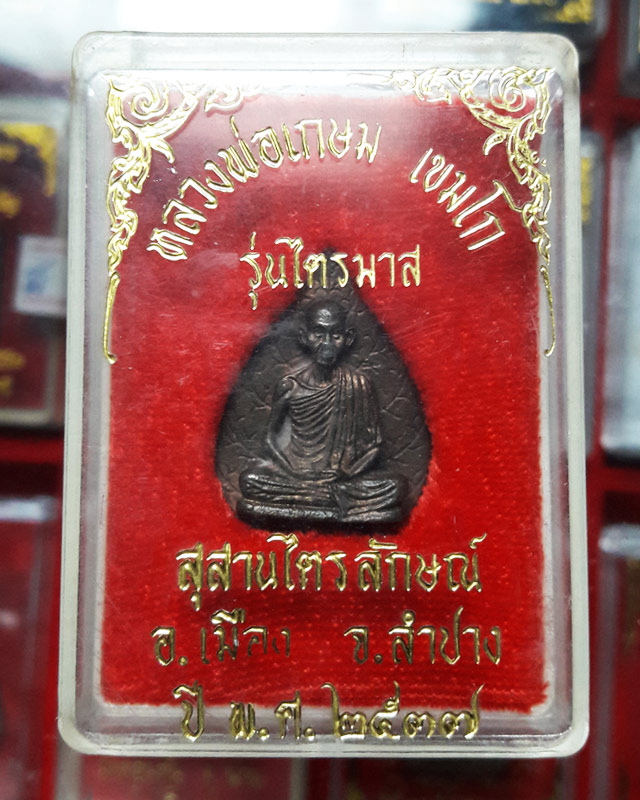 หลวงพ่อเกษม เขมโก
รุ่นไตรมาส
สุสานไตรลักษณ์
อ.เมือง จ.ลำปาง
ปี พ.ศ. ๒๕๓๗